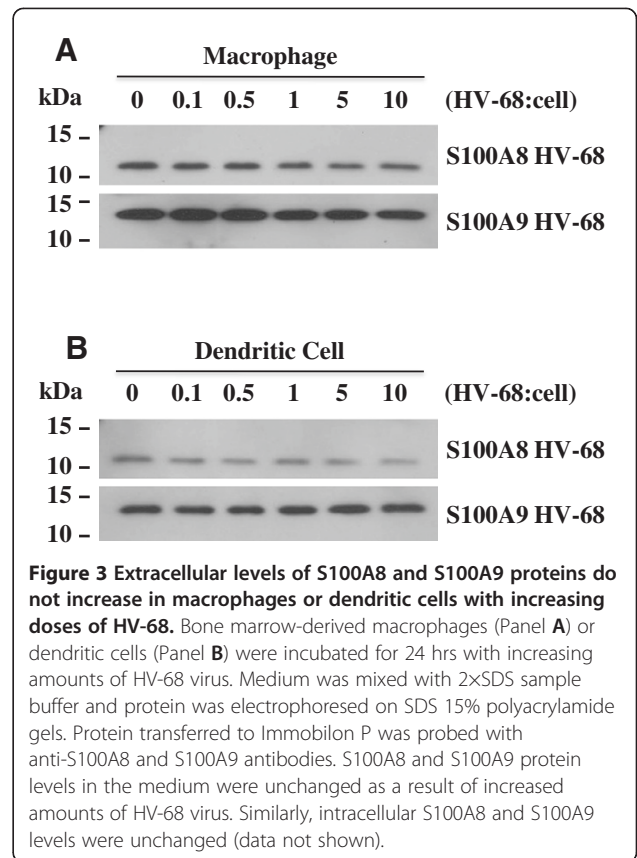 A
Macrophage
kDa 0 0.1 0.5 1 5 10 (HV-68:cell)
15 –
S100A8 HV-68
10 –
15 –
S100A9 HV-68
10 –
B
Dendritic Cell
kDa 0 0.1 0.5 1 5 10 (HV-68:cell)
15 –
S100A8 HV-68
10 –
15 –
S100A9 HV-68
10 –
Figure 3 Extracellular levels of S100A8 and S100A9 proteins do
not increase in macrophages or dendritic cells with increasing
doses of HV-68. Bone marrow-derived macrophages (Panel A) or
dendritic cells (Panel B) were incubated for 24 hrs with increasing
amounts of HV-68 virus. Medium was mixed with 2×SDS sample
buffer and protein was electrophoresed on SDS 15% polyacrylamide
gels. Protein transferred to Immobilon P was probed with
anti-S100A8 and S100A9 antibodies. S100A8 and S100A9 protein
levels in the medium were unchanged as a result of increased
amounts of HV-68 virus. Similarly, intracellular S100A8 and S100A9
levels were unchanged (data not shown).